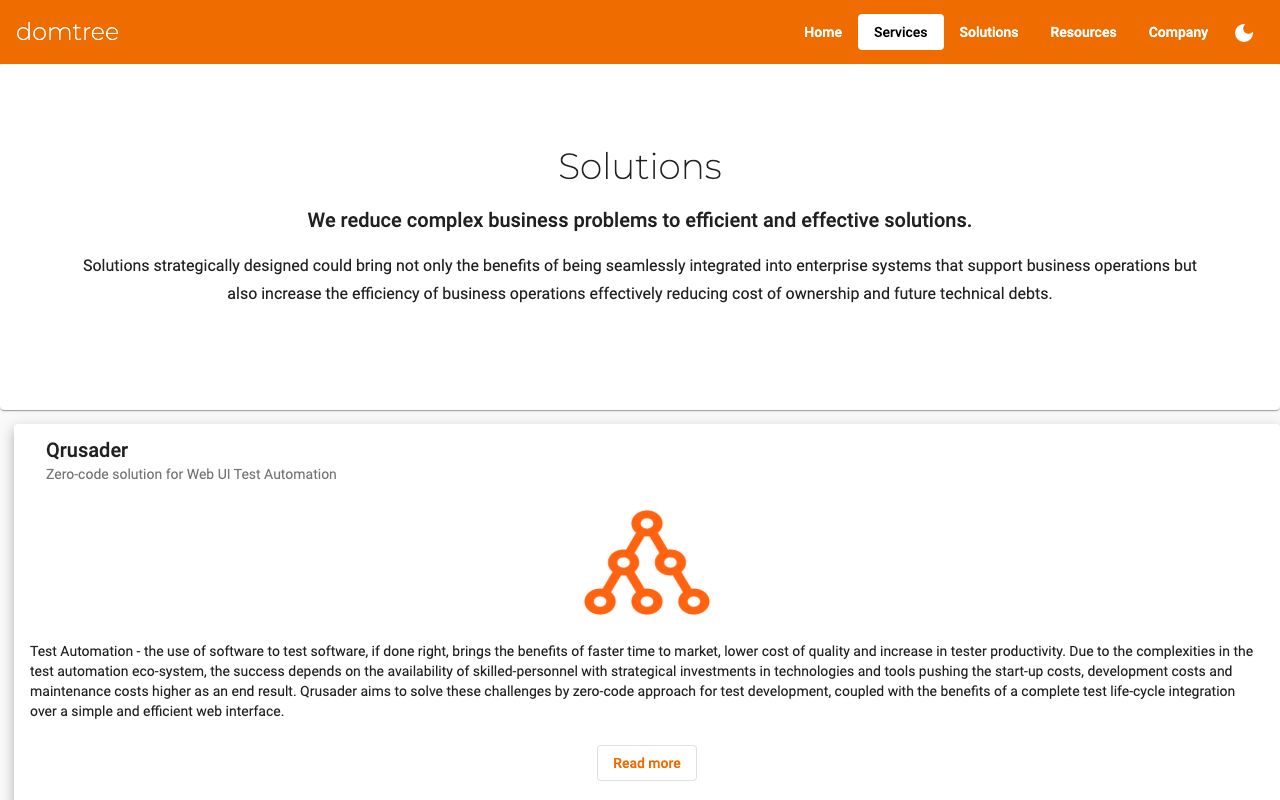 domtree
Home
Services
Solutions
Resources
Company
Solutions
We reduce complex business problems to efficient and effective solutions.
Solutions strategically designed could bring not only the benefits of being seamlessly integrated into enterprise systems that support business operations but
also increase the efficiency of business operations effectively reducing cost of ownership and future technical debts.
Qrusader
Zero-code solution for Web UI Test Automation
Test Automation - the use of software to test software, if done right, brings the benefits of faster time to market, lower cost of quality and increase in tester productivity. Due to the complexities in the
test automation eco-system, the success depends on the availability of skilled-personnel with strategical investments in technologies and tools pushing the start-up costs, development costs and
maintenance costs higher as an end result. Qrusader aims to solve these challenges by zero-code approach for test development, coupled with the benefits of a complete test life-cycle integration
over a simple and efficient web interface.
Read more